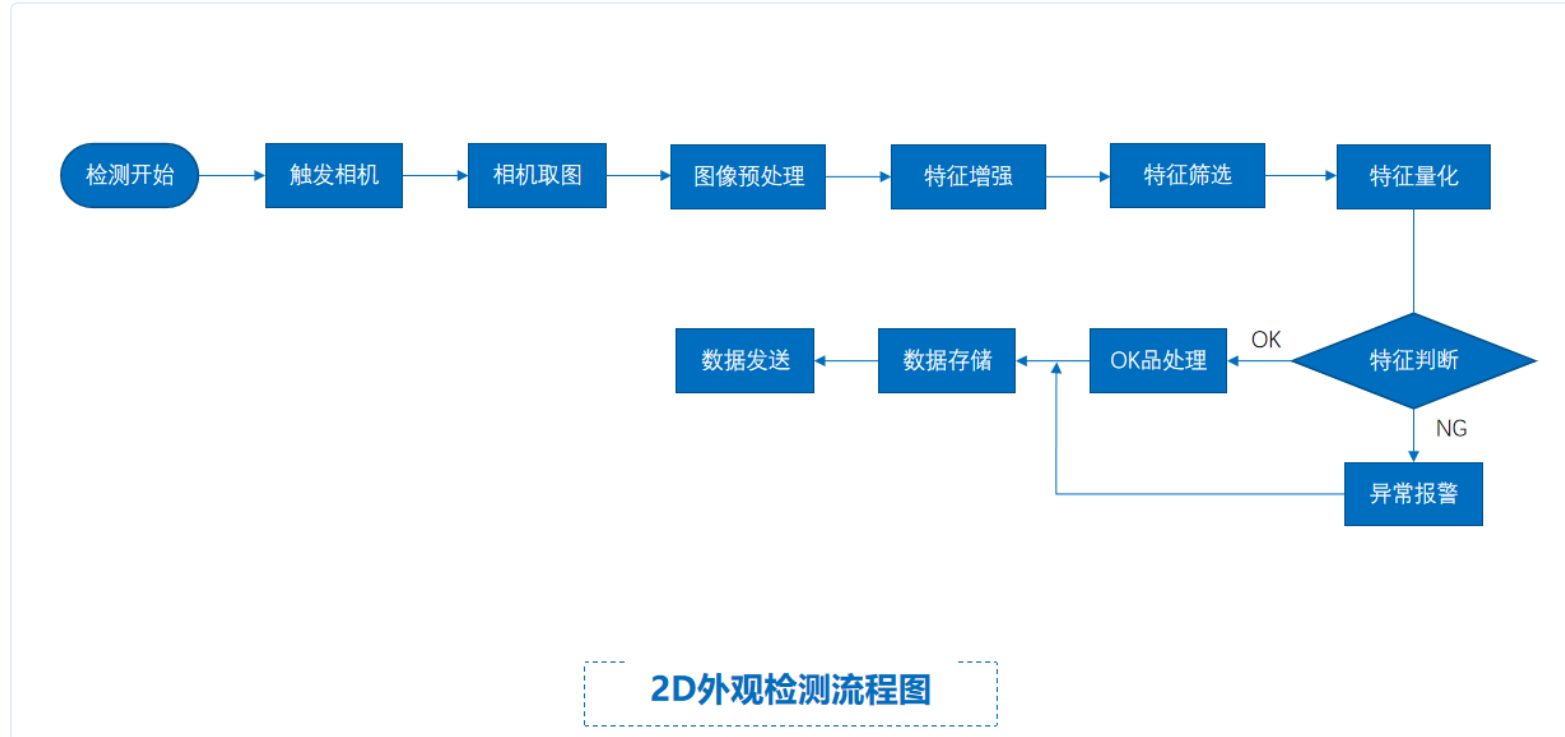 检测开始
触发相机
相机取图
图像预处理
特征增强
特征筛选
特征量化
特征判断
OK
OK品处理
数据存储
数据发送
NG
异常报警
2D外观检测流程图